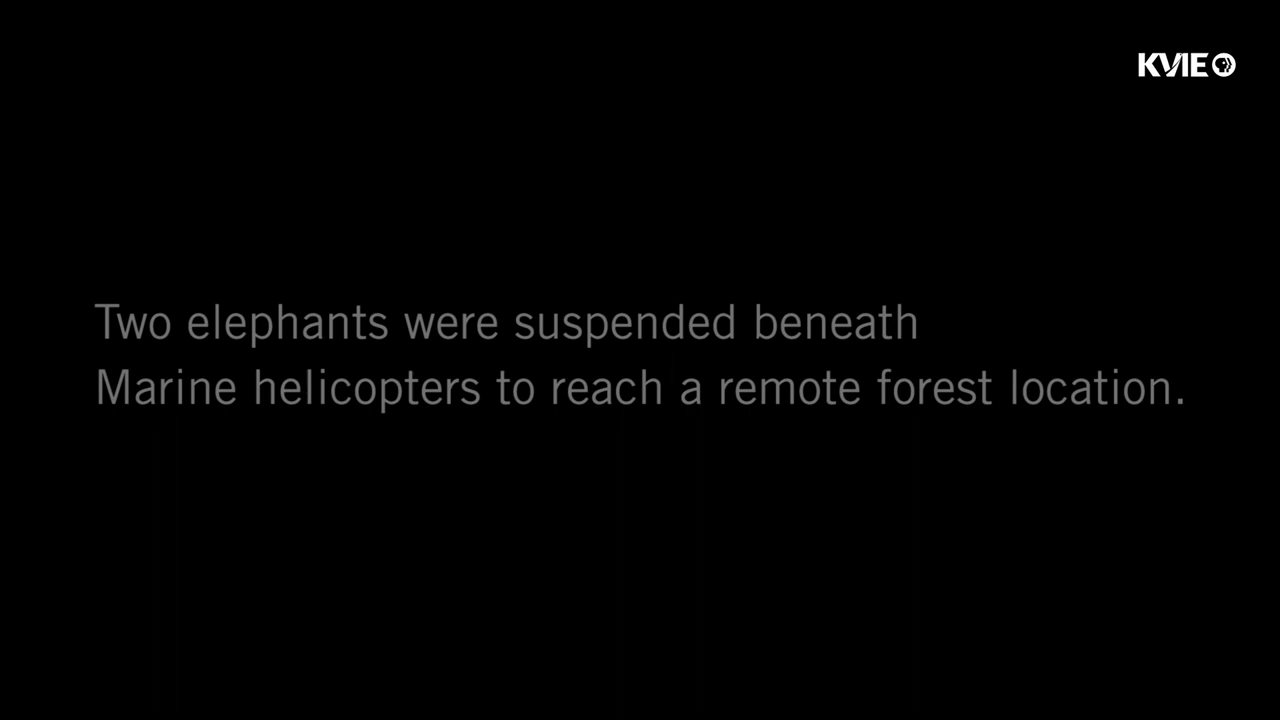 KVIE
Two elephants were suspended beneath
Marine helicopters to reach a remote forest location.